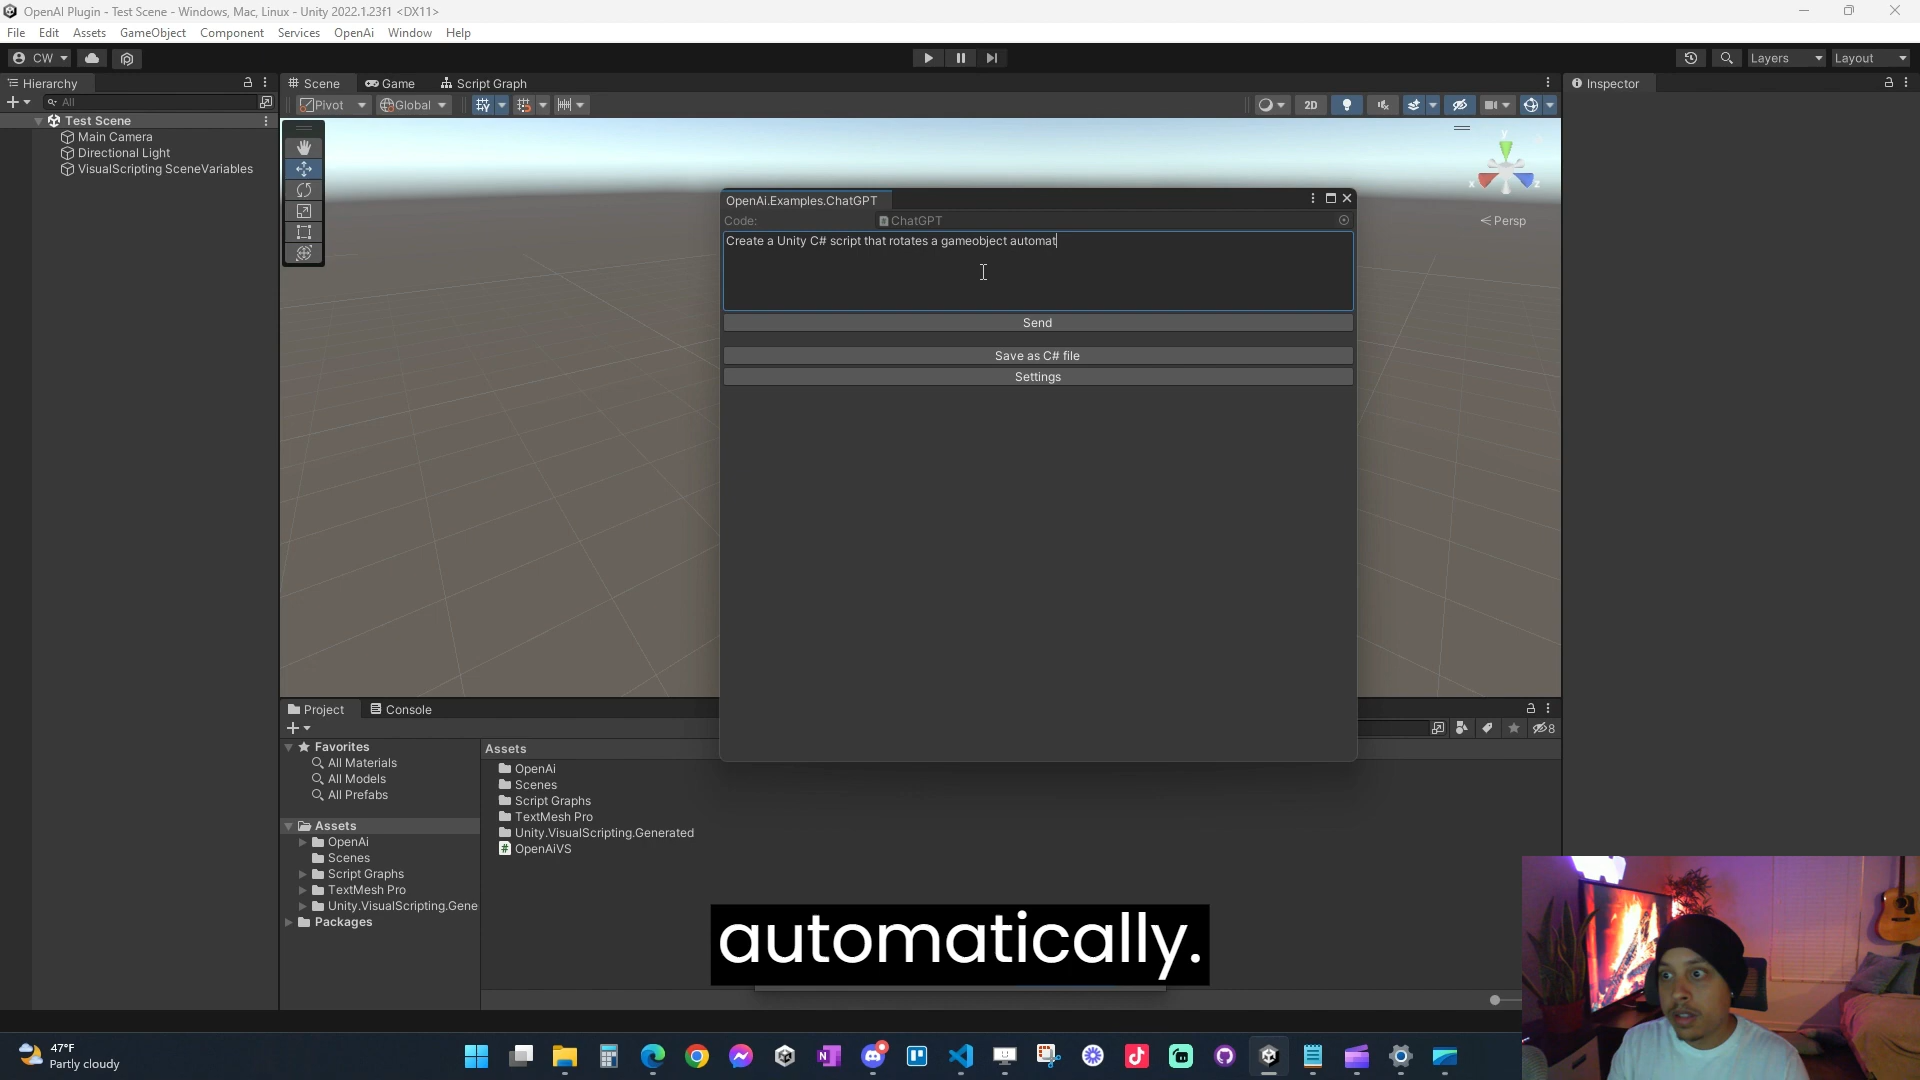 OpenAI Plugin - Test Scene - Windows, Mac, Linux - Unity 2022.1.23f1 <DX11>
File Edit Assets GameObject Component Services OpenAi Window Help
CW
Layers Layout
Hierarchy
All
Test Scene
Main Camera
Directional Light
VisualScripting SceneVariables
Scene Game Script Graph
Pivot Global
2D
y
x z
Persp
Inspector
OpenAi.Examples.ChatGPT
Code: ChatGPT
Create a Unity C# script that rotates a gameobject automat
Send
Save as C# file
Settings
Project Console
8
Favorites
All Materials
All Models
All Prefabs
Assets
OpenAi
Scenes
Script Graphs
TextMesh Pro
Unity.VisualScripting.Gene
Packages
Assets
OpenAi
Scenes
Script Graphs
TextMesh Pro
Unity.VisualScripting.Generated
OpenAiVS
automatically.
47°F
Partly cloudy